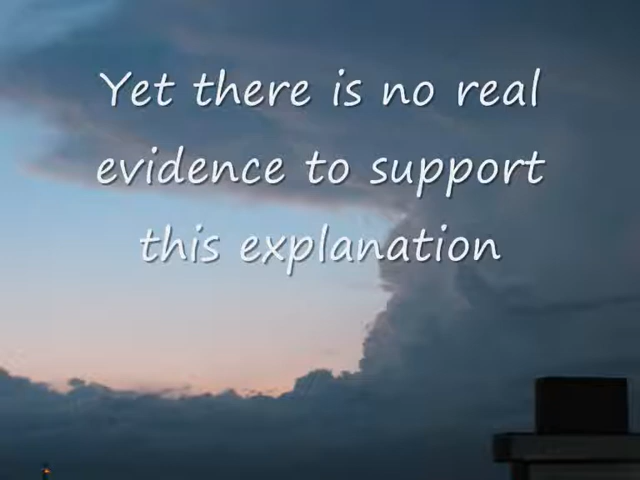 Yet there is no real
evidence to support
this explanation